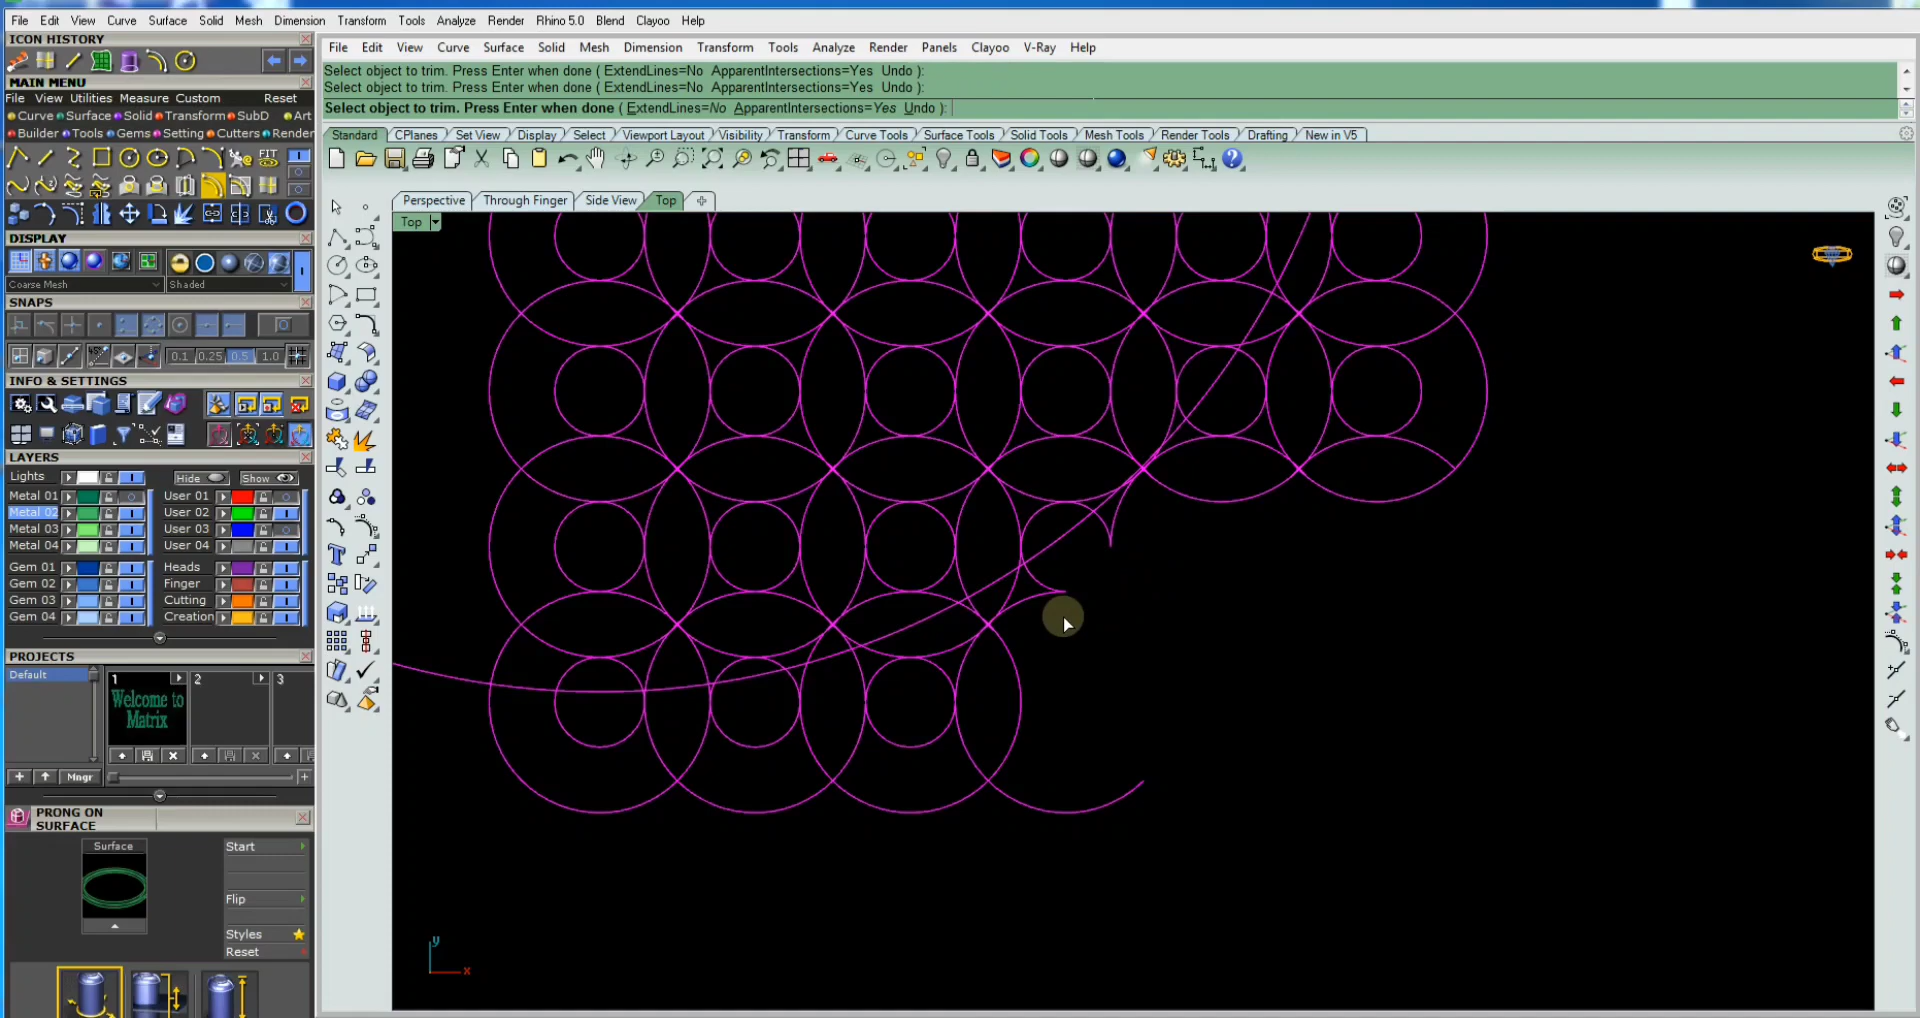 File Edit View Curve Surface Solid Mesh Dimension Transform Tools Analyze Render Rhino 5.0 Blend Clayoo Help
ICON HISTORY
MAIN MENU
File View Utilities Measure Custom Reset
Curve Surface Solid Transform SubD Art
Builder Tools Gems Setting Cutters Render
FIT
DISPLAY
Coarse Mesh Shaded
SNAPS
0.1 0.25 0.5 1.0
INFO & SETTINGS
LAYERS
Lights Hide Show
Metal 01 User 01
Metal 02 User 02
Metal 03 User 03
Metal 04 User 04
Gem 01 Heads
Gem 02 Finger
Gem 03 Cutting
Gem 04 Creation
PROJECTS
Default
1 2 3
Welcome to
Matrix
Mngr
PRONG ON
SURFACE
Surface
Start
Flip
Styles
Reset
File Edit View Curve Surface Solid Mesh Dimension Transform Tools Analyze Render Panels Clayoo V-Ray Help
Select object to trim. Press Enter when done ( ExtendLines=No ApparentIntersections=Yes Undo ):
Select object to trim. Press Enter when done ( ExtendLines=No ApparentIntersections=Yes Undo ):
Select object to trim. Press Enter when done ( ExtendLines=No ApparentIntersections=Yes Undo ):
Standard CPlanes Set View Display Select Viewport Layout Visibility Transform Curve Tools Surface Tools Solid Tools Mesh Tools Render Tools Drafting New in V5
Perspective Through Finger Side View Top
Top
y
x